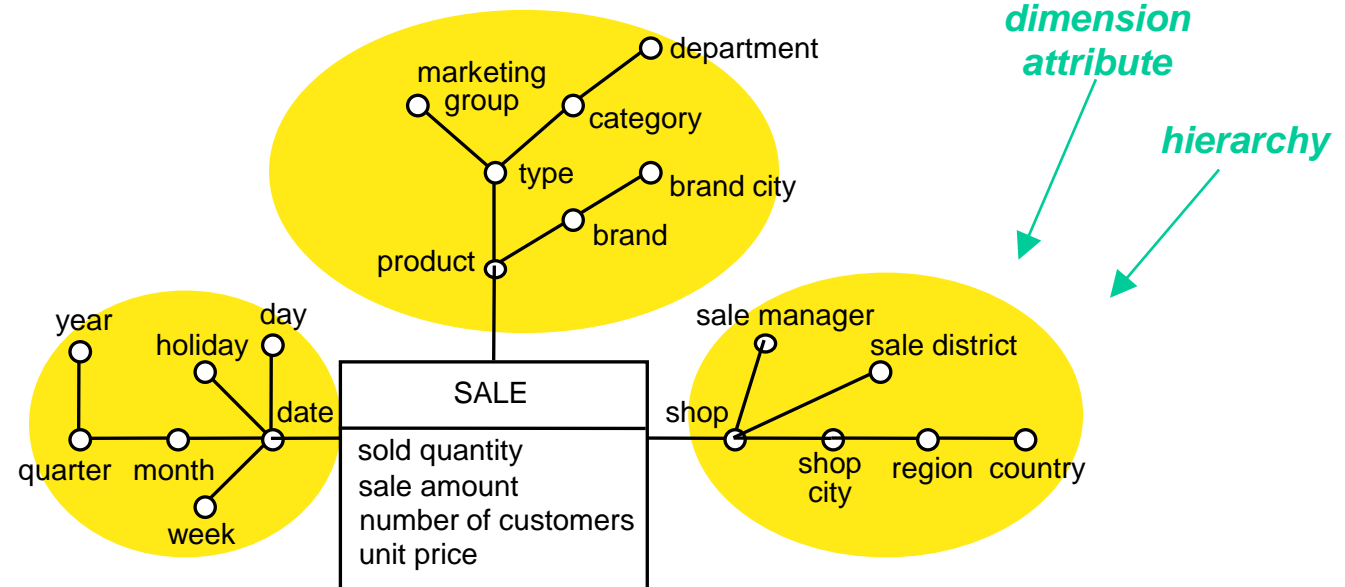 dimension
attribute
hierarchy
department
marketing
group
category
type
brand city
brand
product
year
holiday
day
date
quarter
month
week
SALE
sold quantity
sale amount
number of customers
unit price
sale manager
sale district
shop
shop
city
region
country